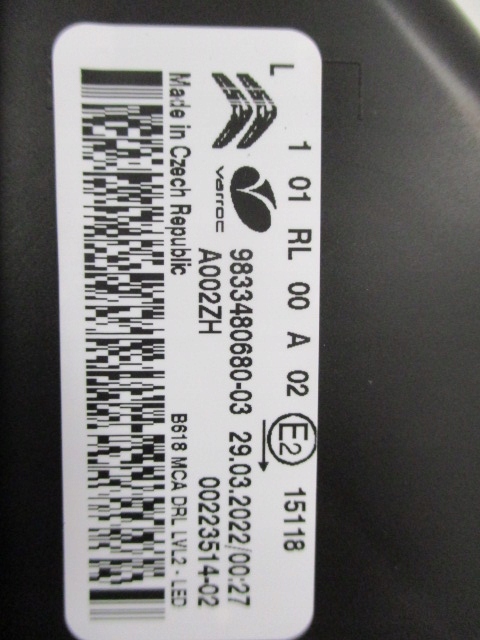 L 1 01 RL 00 A 02 E2 15118
varroc
9833480680-03 29.03.2022/00:27
A002ZH 00223514-02
Made in Czech Republic B618 MCA DRL LVL2 - LED